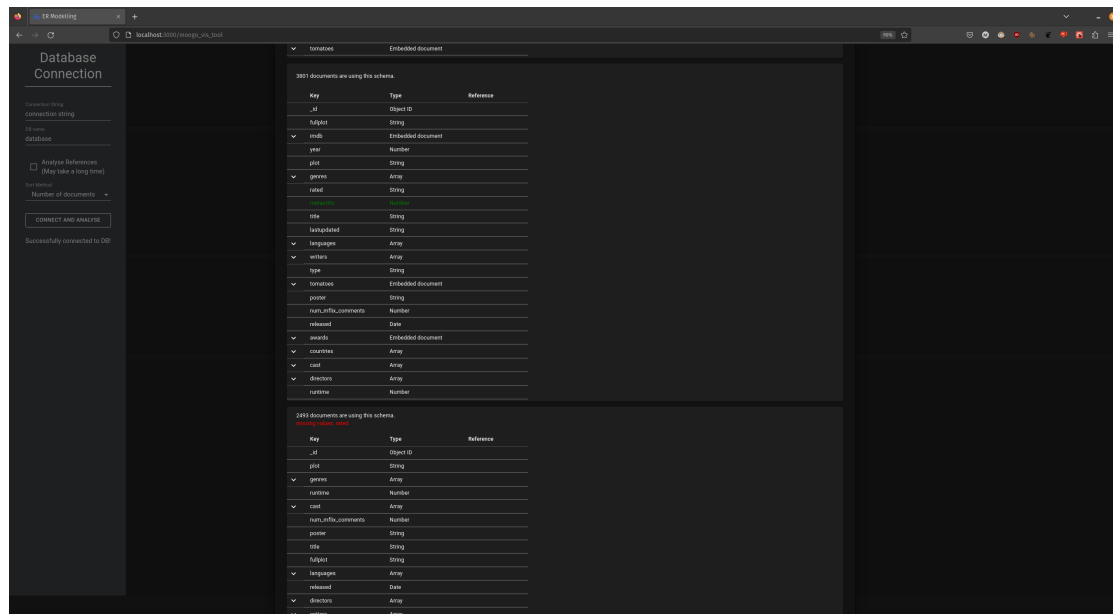 ER Modelling
localhost:3000/mongo_vis_tool
90%
Database
Connection
Connection String
connection string
DB name
database
Analyse References
(May take a long time)
Sort Method
Number of documents
CONNECT AND ANALYSE
Successfully connected to DB!
tomatoes Embedded document
3801 documents are using this schema.
Key Type Reference
_id Object ID
fullplot String
imdb Embedded document
year Number
plot String
genres Array
rated String
metacritic Number
title String
lastupdated String
languages Array
writers Array
type String
tomatoes Embedded document
poster String
num_mflix_comments Number
released Date
awards Embedded document
countries Array
cast Array
directors Array
runtime Number
2493 documents are using this schema.
missing values: rated
Key Type Reference
_id Object ID
plot String
genres Array
runtime Number
cast Array
num_mflix_comments Number
poster String
title String
fullplot String
languages Array
released Date
directors Array